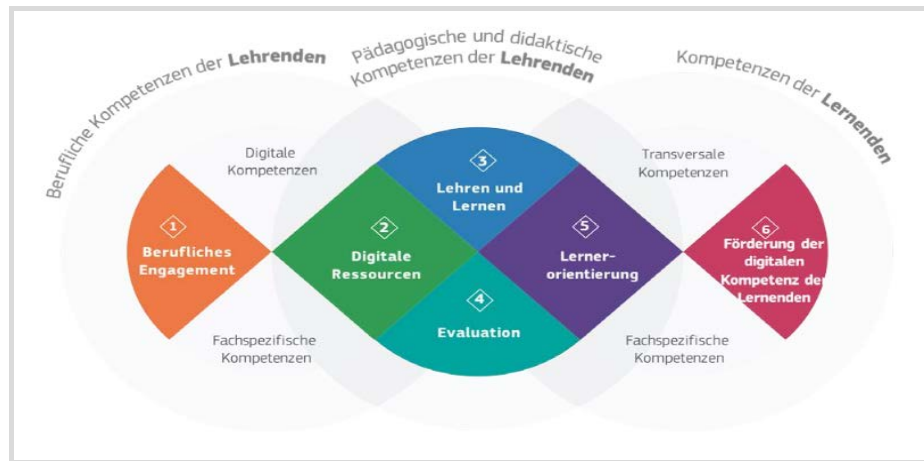 Berufliche Kompetenzen der Lehrenden
Pädagogische und didaktische
Kompetenzen der Lehrenden
Kompetenzen der Lernenden
Digitale
Kompetenzen
Transversale
Kompetenzen
1
Berufliches
Engagement
2
Digitale
Ressourcen
3
Lehren und
Lernen
4
Evaluation
5
Lerner-
orientierung
6
Förderung der
digitalen
Kompetenz der
Lernenden
Fachspezifische
Kompetenzen
Fachspezifische
Kompetenzen